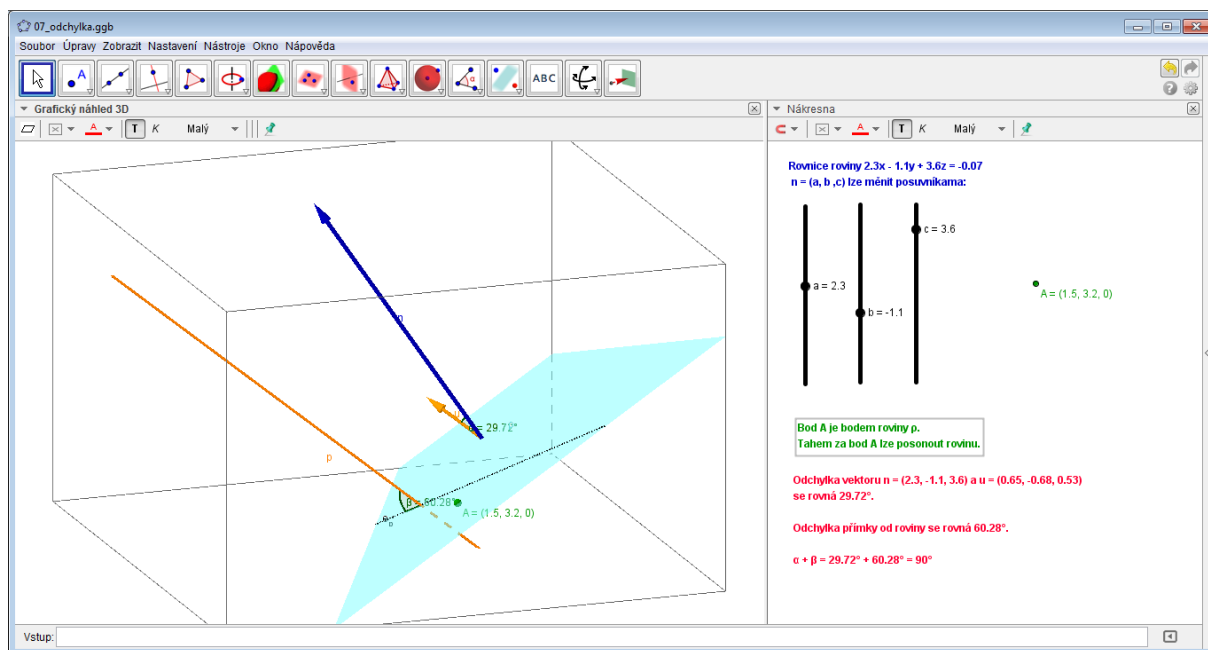 07_odchylka.ggb
Soubor Úpravy Zobrazit Nastavení Nástroje Okno Nápověda
A
α
ABC
Grafický náhled 3D
A T K Malý
Nákresna
A T K Malý
Rovnice roviny 2.3x - 1.1y + 3.6z = -0.07
n = (a, b ,c) lze měnit posuvníkama:
c = 3.6
a = 2.3
b = -1.1
A = (1.5, 3.2, 0)
n
u
α = 29.72°
p
β = 60.28°
A = (1.5, 3.2, 0)
Bod A je bodem roviny ρ.
Tahem za bod A lze posonout rovinu.
Odchylka vektoru n = (2.3, -1.1, 3.6) a u = (0.65, -0.68, 0.53)
se rovná 29.72°.
Odchylka přímky od roviny se rovná 60.28°.
α + β = 29.72° + 60.28° = 90°
Vstup: